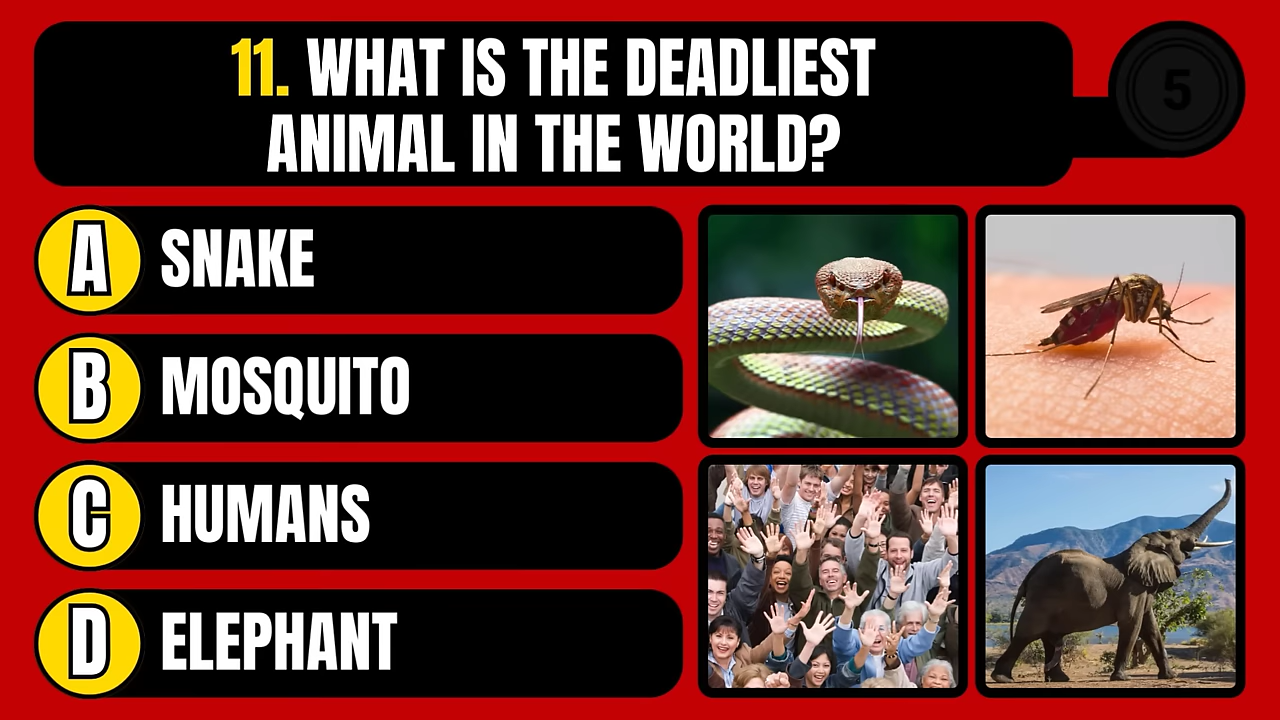 11. WHAT IS THE DEADLIEST
ANIMAL IN THE WORLD?
5
A SNAKE
B MOSQUITO
C HUMANS
D ELEPHANT